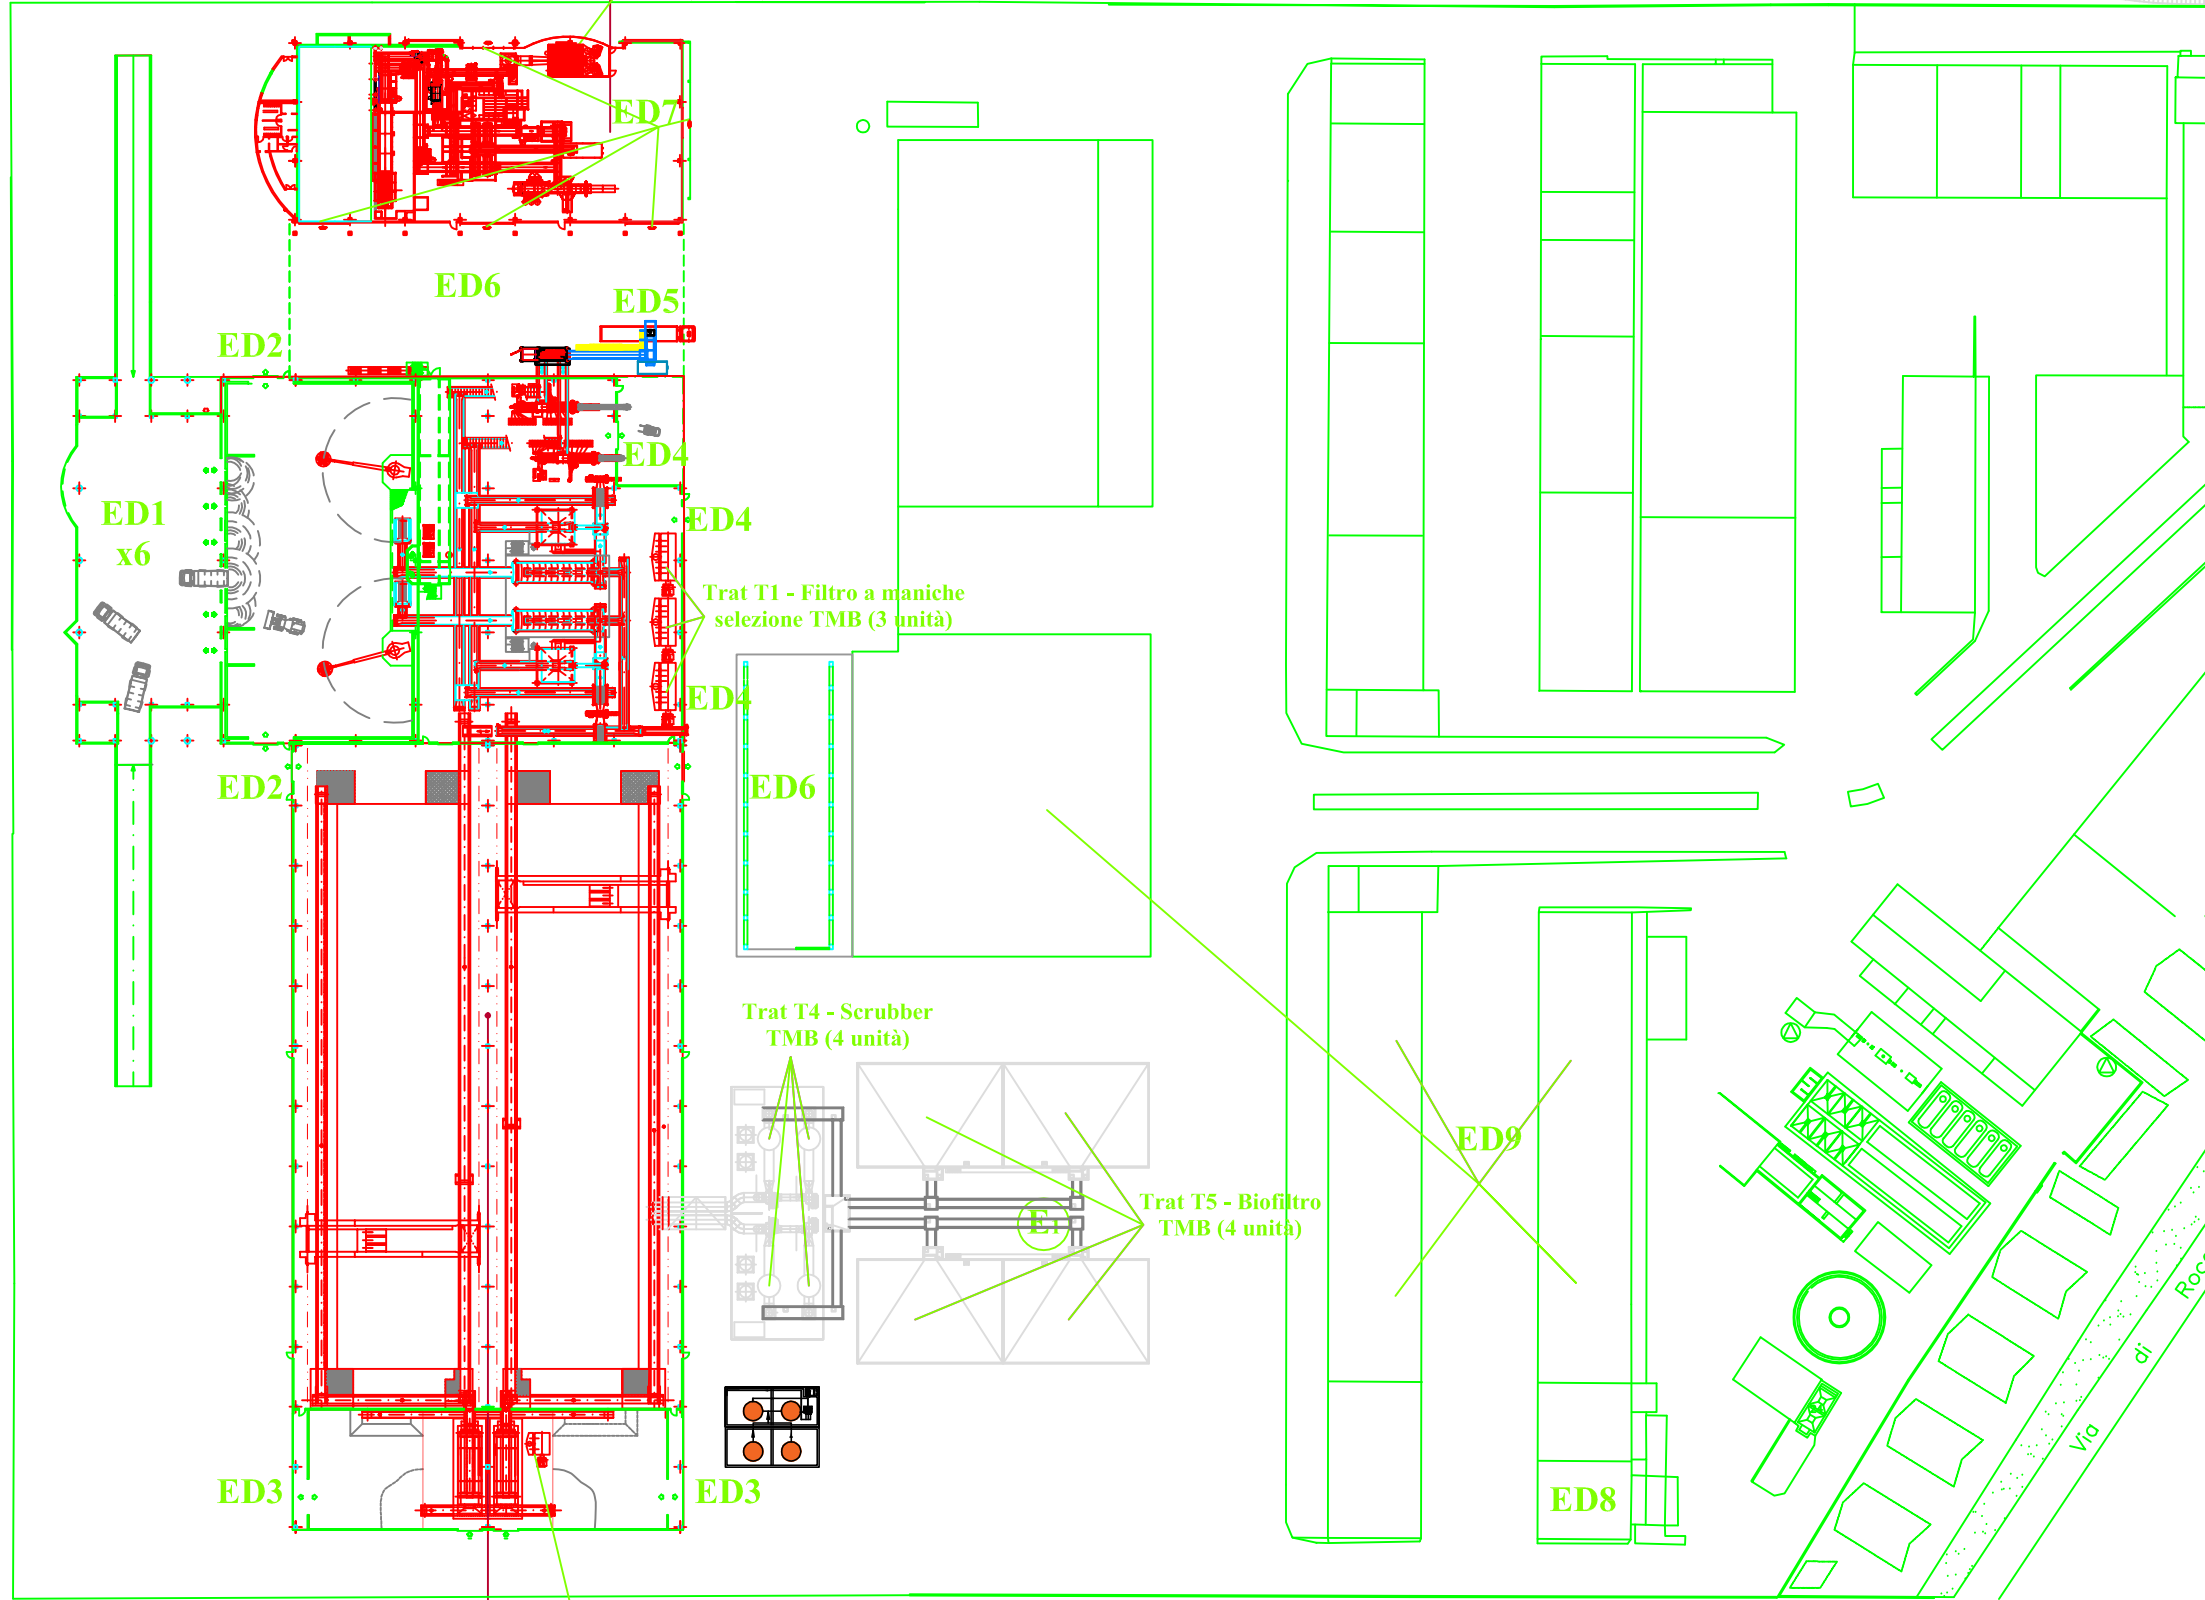 ED7
ED6
ED5
ED2
ED4
ED1
x6
ED4
Trat T1 - Filtro a maniche
selezione TMB (3 unità)
ED4
ED2
ED6
Trat T4 - Scrubber
TMB (4 unità)
ED9
Trat T5 - Biofiltro
TMB (4 unità)
E1
ED3
ED3
ED8
Via
di